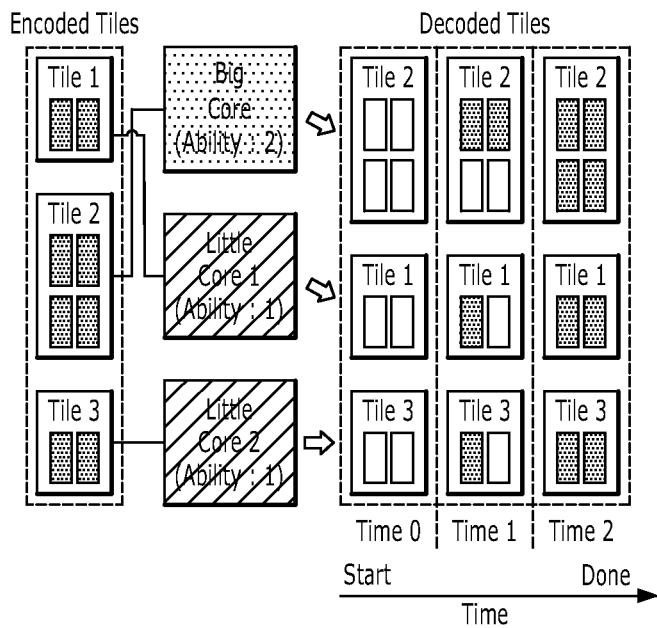 Encoded Tiles
Decoded Tiles
Tile 1
Tile 2
Tile 3
Big
Core
(Ability : 2)
Little
Core 1
(Ability : 1)
Little
Core 2
(Ability : 1)
Tile 2
Tile 2
Tile 2
Tile 1
Tile 1
Tile 1
Tile 3
Tile 3
Tile 3
Time 0
Time 1
Time 2
Start
Done
Time